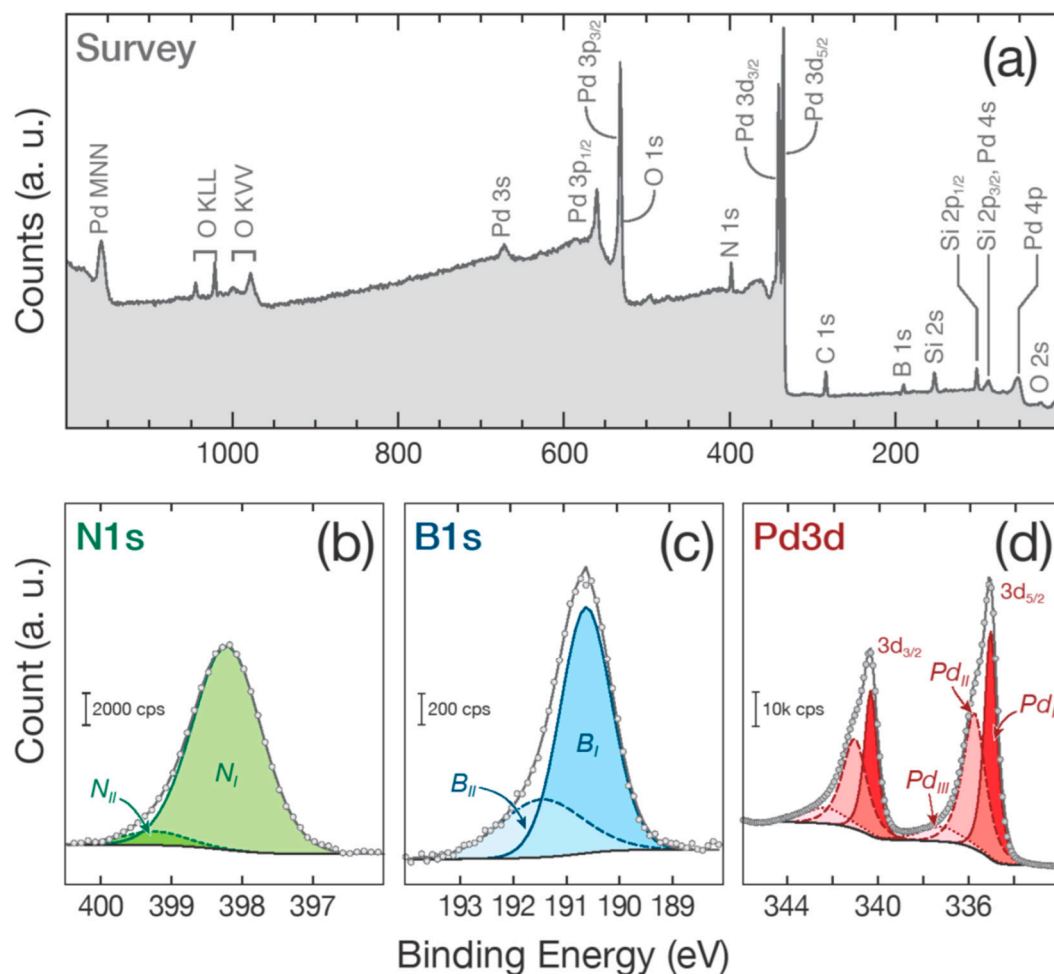 Survey
(a)
Counts (a. u.)
Pd MNN
O KLL
O KVV
Pd 3s
Pd 3p1/2
Pd 3p3/2
O 1s
N 1s
Pd 3d3/2
Pd 3d5/2
C 1s
B 1s
Si 2s
Si 2p1/2
Si 2p3/2, Pd 4s
Pd 4p
O 2s
1000 800 600 400 200
N1s
(b)
Count (a. u.)
2000 cps
NII
NI
400 399 398 397
B1s
(c)
200 cps
BII
BI
193 192 191 190 189
Pd3d
(d)
3d5/2
3d3/2
10k cps
PdII
PdI
PdIII
344 340 336
Binding Energy (eV)